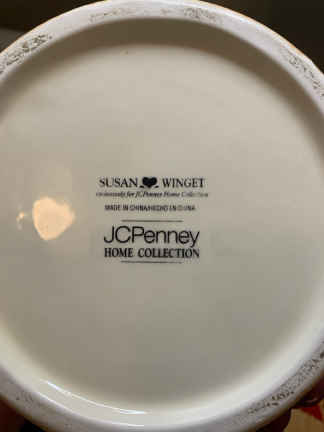 SUSAN WINGET
exclusively for JCPenney Home Collection
MADE IN CHINA/HECHO EN CHINA
JCPenney
HOME COLLECTION